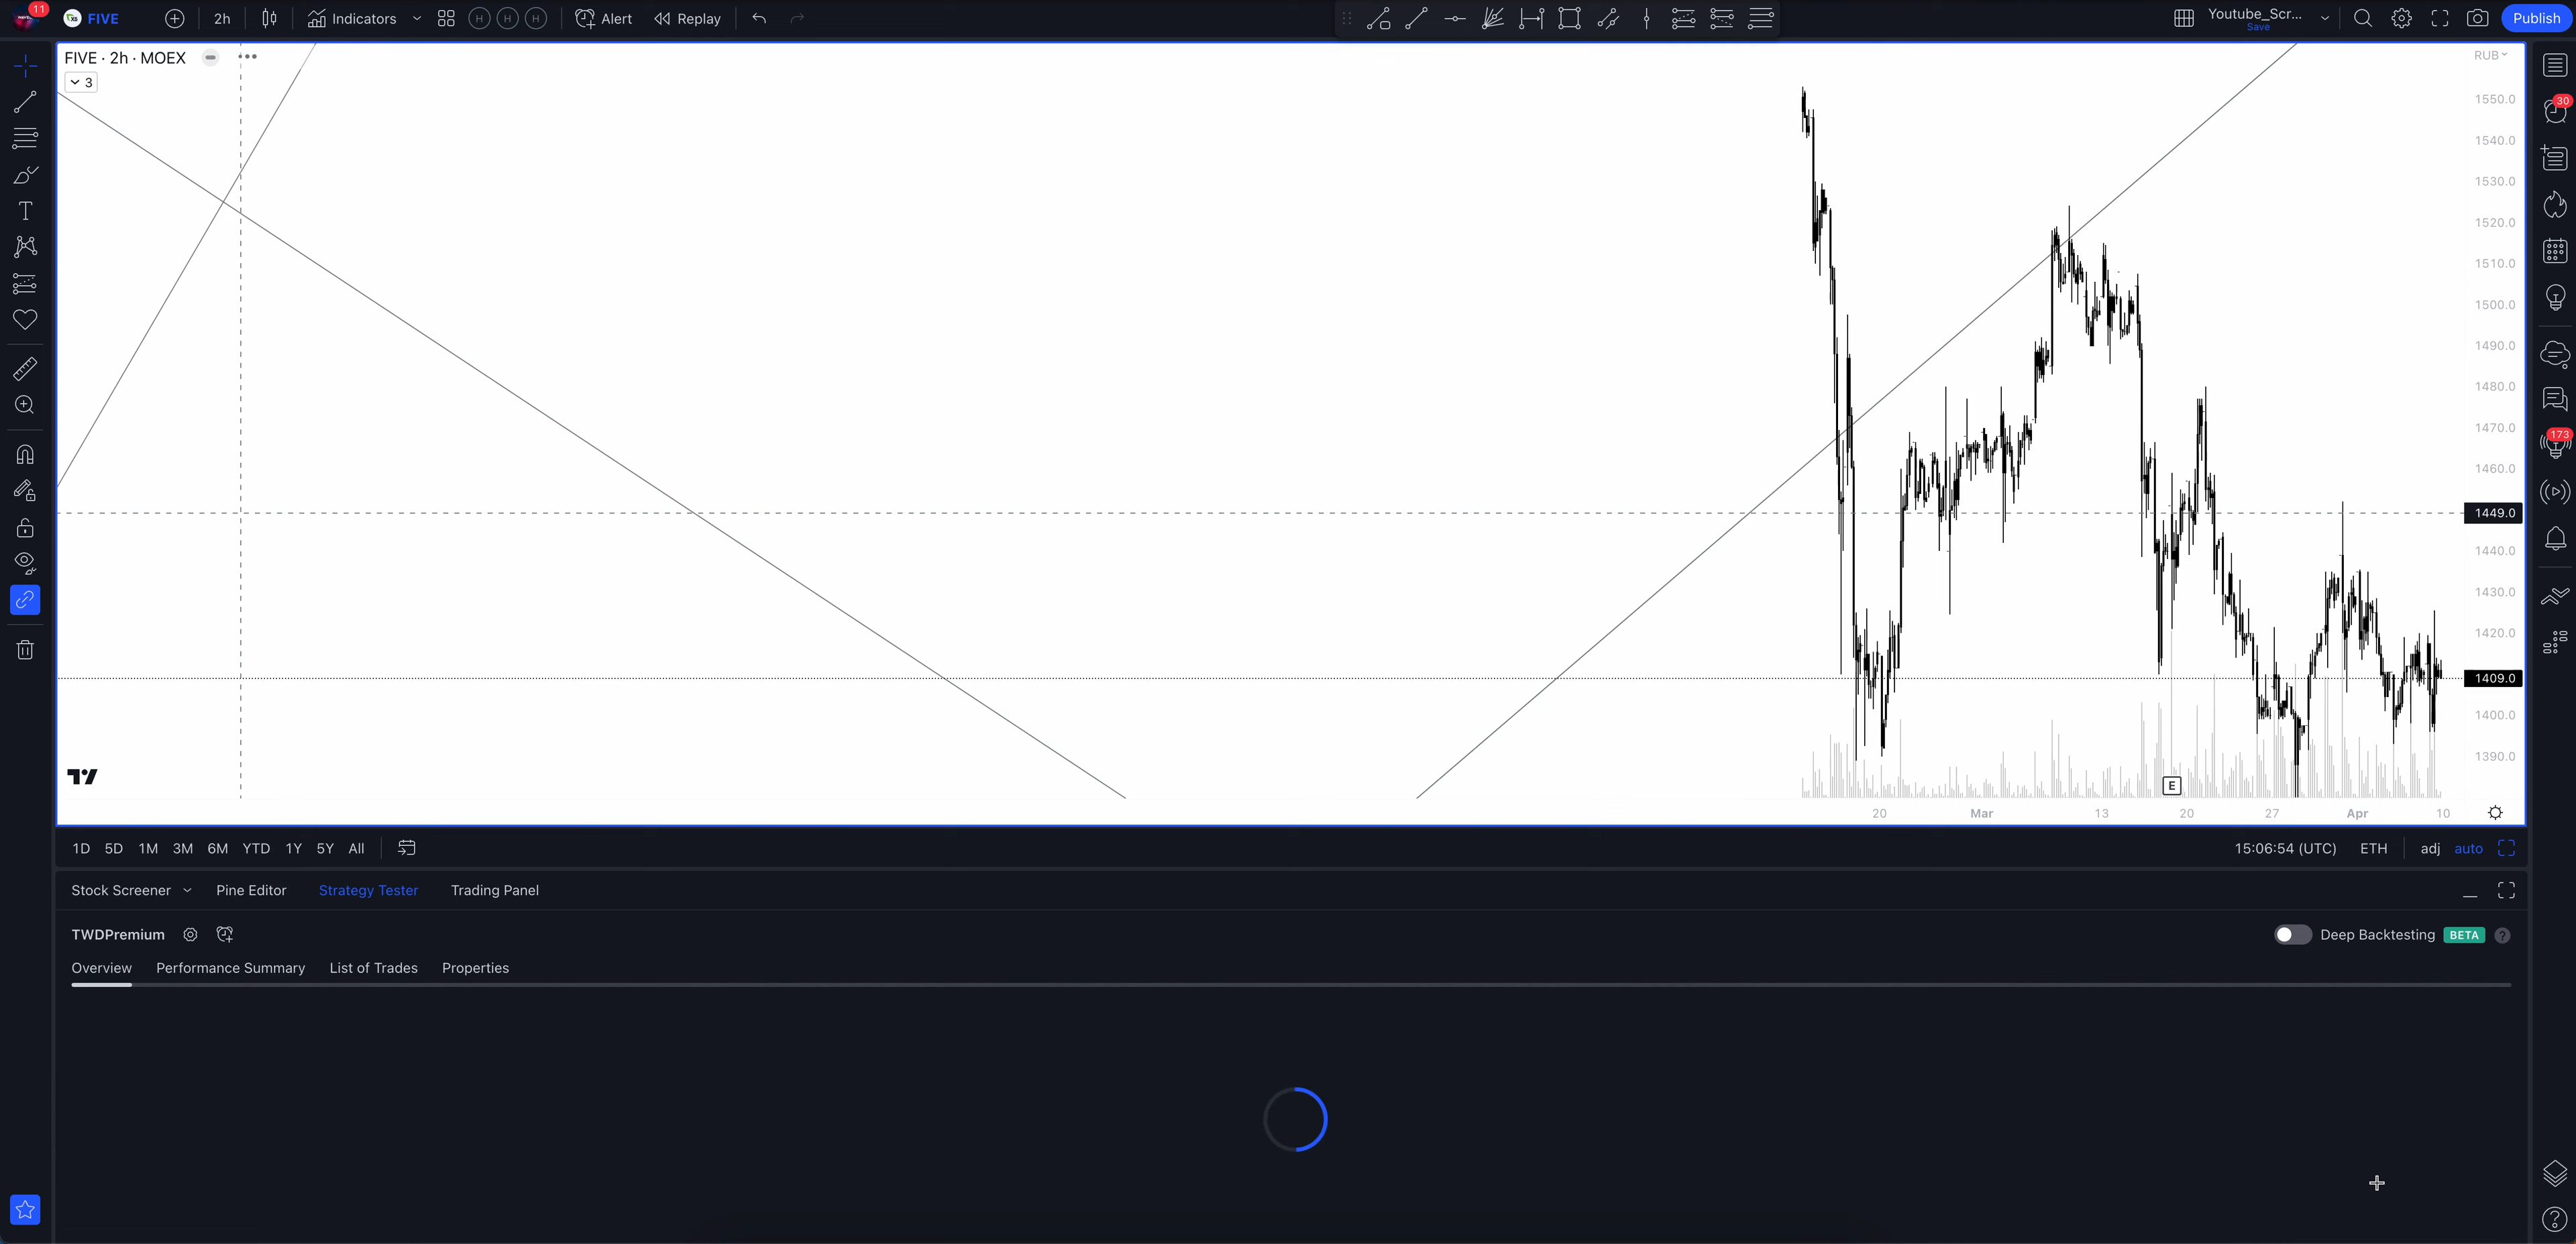 11
FIVE
2h
Indicators
H H H
Alert
Replay
Youtube_Scr...
Save
Publish
FIVE · 2h · MOEX
3
RUB
1550.0
1540.0
1530.0
1520.0
1510.0
1500.0
1490.0
1480.0
1470.0
1460.0
1449.0
1440.0
1430.0
1420.0
1409.0
1400.0
1390.0
E
20 Mar 13 20 27 Apr 10
30
173
1D 5D 1M 3M 6M YTD 1Y 5Y All
15:06:54 (UTC) ETH adj auto
Stock Screener Pine Editor Strategy Tester Trading Panel
TWDPremium
Deep Backtesting BETA ?
Overview Performance Summary List of Trades Properties